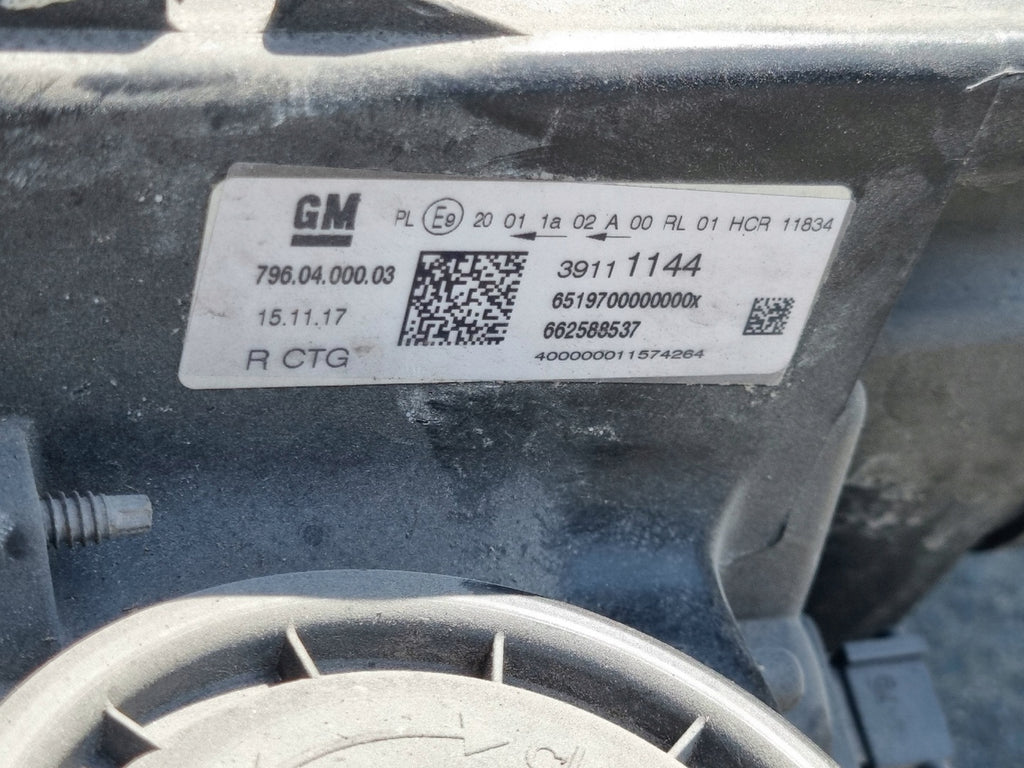 GM
PL E9 20 01 1a 02 A 00 RL 01 HCR 11834
796.04.000.03
39111144
15.11.17
6519700000000x
662588537
R CTG
400000011574264